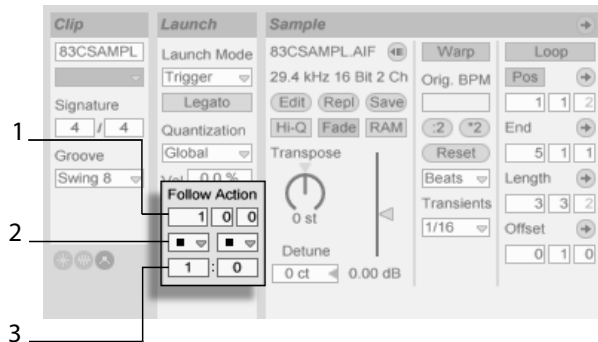 Clip
83CSAMPL
Signature
4 / 4
Groove
Swing 8
Launch
Launch Mode
Trigger
Legato
Quantization
Global
Vel 0.0 %
Follow Action
1 0 0
1 : 0
Sample
83CSAMPL.AIF
29.4 kHz 16 Bit 2 Ch
Edit Repl Save
Hi-Q Fade RAM
Transpose
0 st
Detune
0 ct 0.00 dB
Warp
Orig. BPM
:2 *2
Reset
Beats
Transients
1/16
Loop
Pos
1 1 2
End
5 1 1
Length
3 3 2
Offset
0 1 0
1
2
3